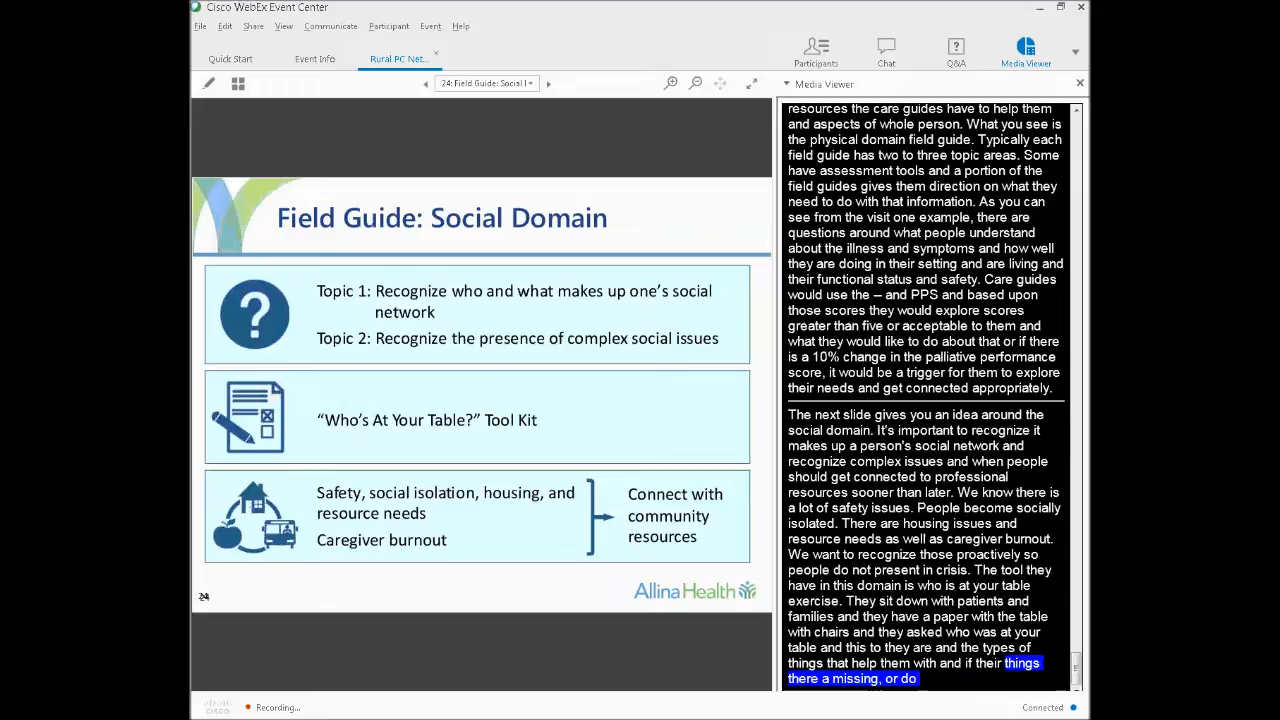 Cisco WebEx Event Center
File Edit Share View Communicate Participant Event Help
Quick Start Event Info Rural PC Net...
Participants Chat Q&A Media Viewer
24: Field Guide: Social I
Media Viewer
Field Guide: Social Domain
?
Topic 1: Recognize who and what makes up one's social
network
Topic 2: Recognize the presence of complex social issues
"Who's At Your Table?" Tool Kit
Safety, social isolation, housing, and
resource needs
Caregiver burnout
Connect with
community
resources
AllinaHealth
24
resources the care guides have to help them
and aspects of whole person. What you see is
the physical domain field guide. Typically each
field guide has two to three topic areas. Some
have assessment tools and a portion of the
field guides gives them direction on what they
need to do with that information. As you can
see from the visit one example, there are
questions around what people understand
about the illness and symptoms and how well
they are doing in their setting and are living and
their functional status and safety. Care guides
would use the -- and PPS and based upon
those scores they would explore scores
greater than five or acceptable to them and
what they would like to do about that or if there
is a 10% change in the palliative performance
score, it would be a trigger for them to explore
their needs and get connected appropriately.
The next slide gives you an idea around the
social domain. It's important to recognize it
makes up a person's social network and
recognize complex issues and when people
should get connected to professional
resources sooner than later. We know there is
a lot of safety issues. People become socially
isolated. There are housing issues and
resource needs as well as caregiver burnout.
We want to recognize those proactively so
people do not present in crisis. The tool they
have in this domain is who is at your table
exercise. They sit down with patients and
families and they have a paper with the table
with chairs and they asked who was at your
table and this to they are and the types of
things that help them with and if their things
there a missing, or do
CISCO
Recording...
Connected